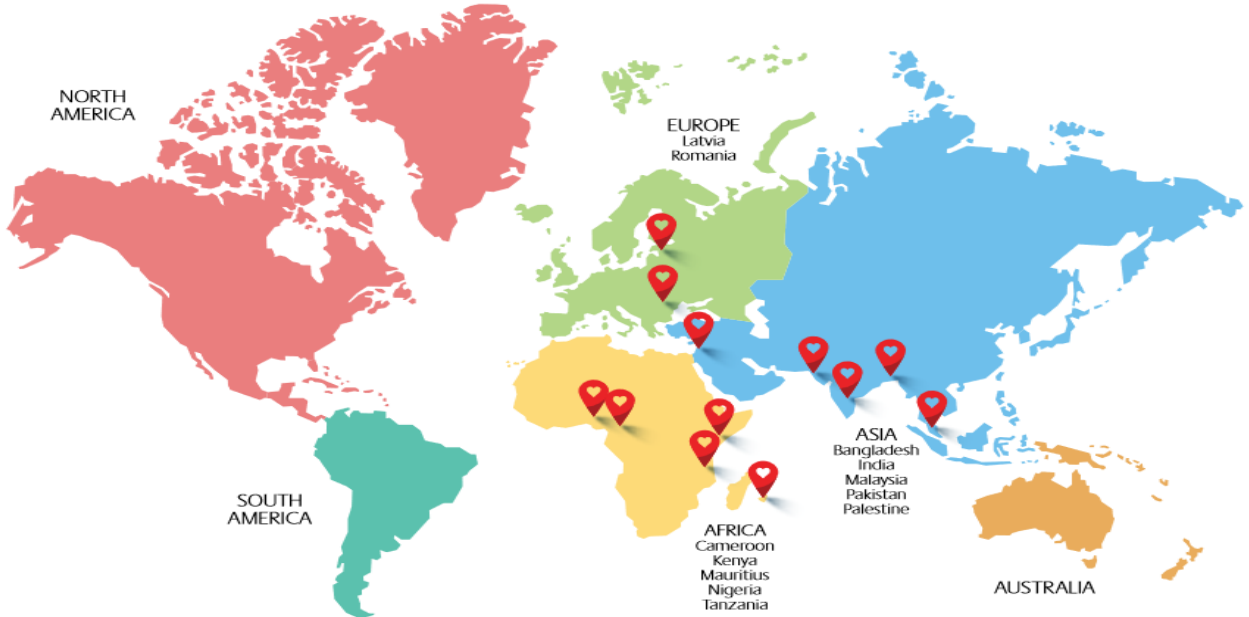 NORTH
AMERICA
EUROPE
Latvia
Romania
ASIA
Bangladesh
India
Malaysia
Pakistan
Palestine
SOUTH
AMERICA
AFRICA
Cameroon
Kenya
Mauritius
Nigeria
Tanzania
AUSTRALIA